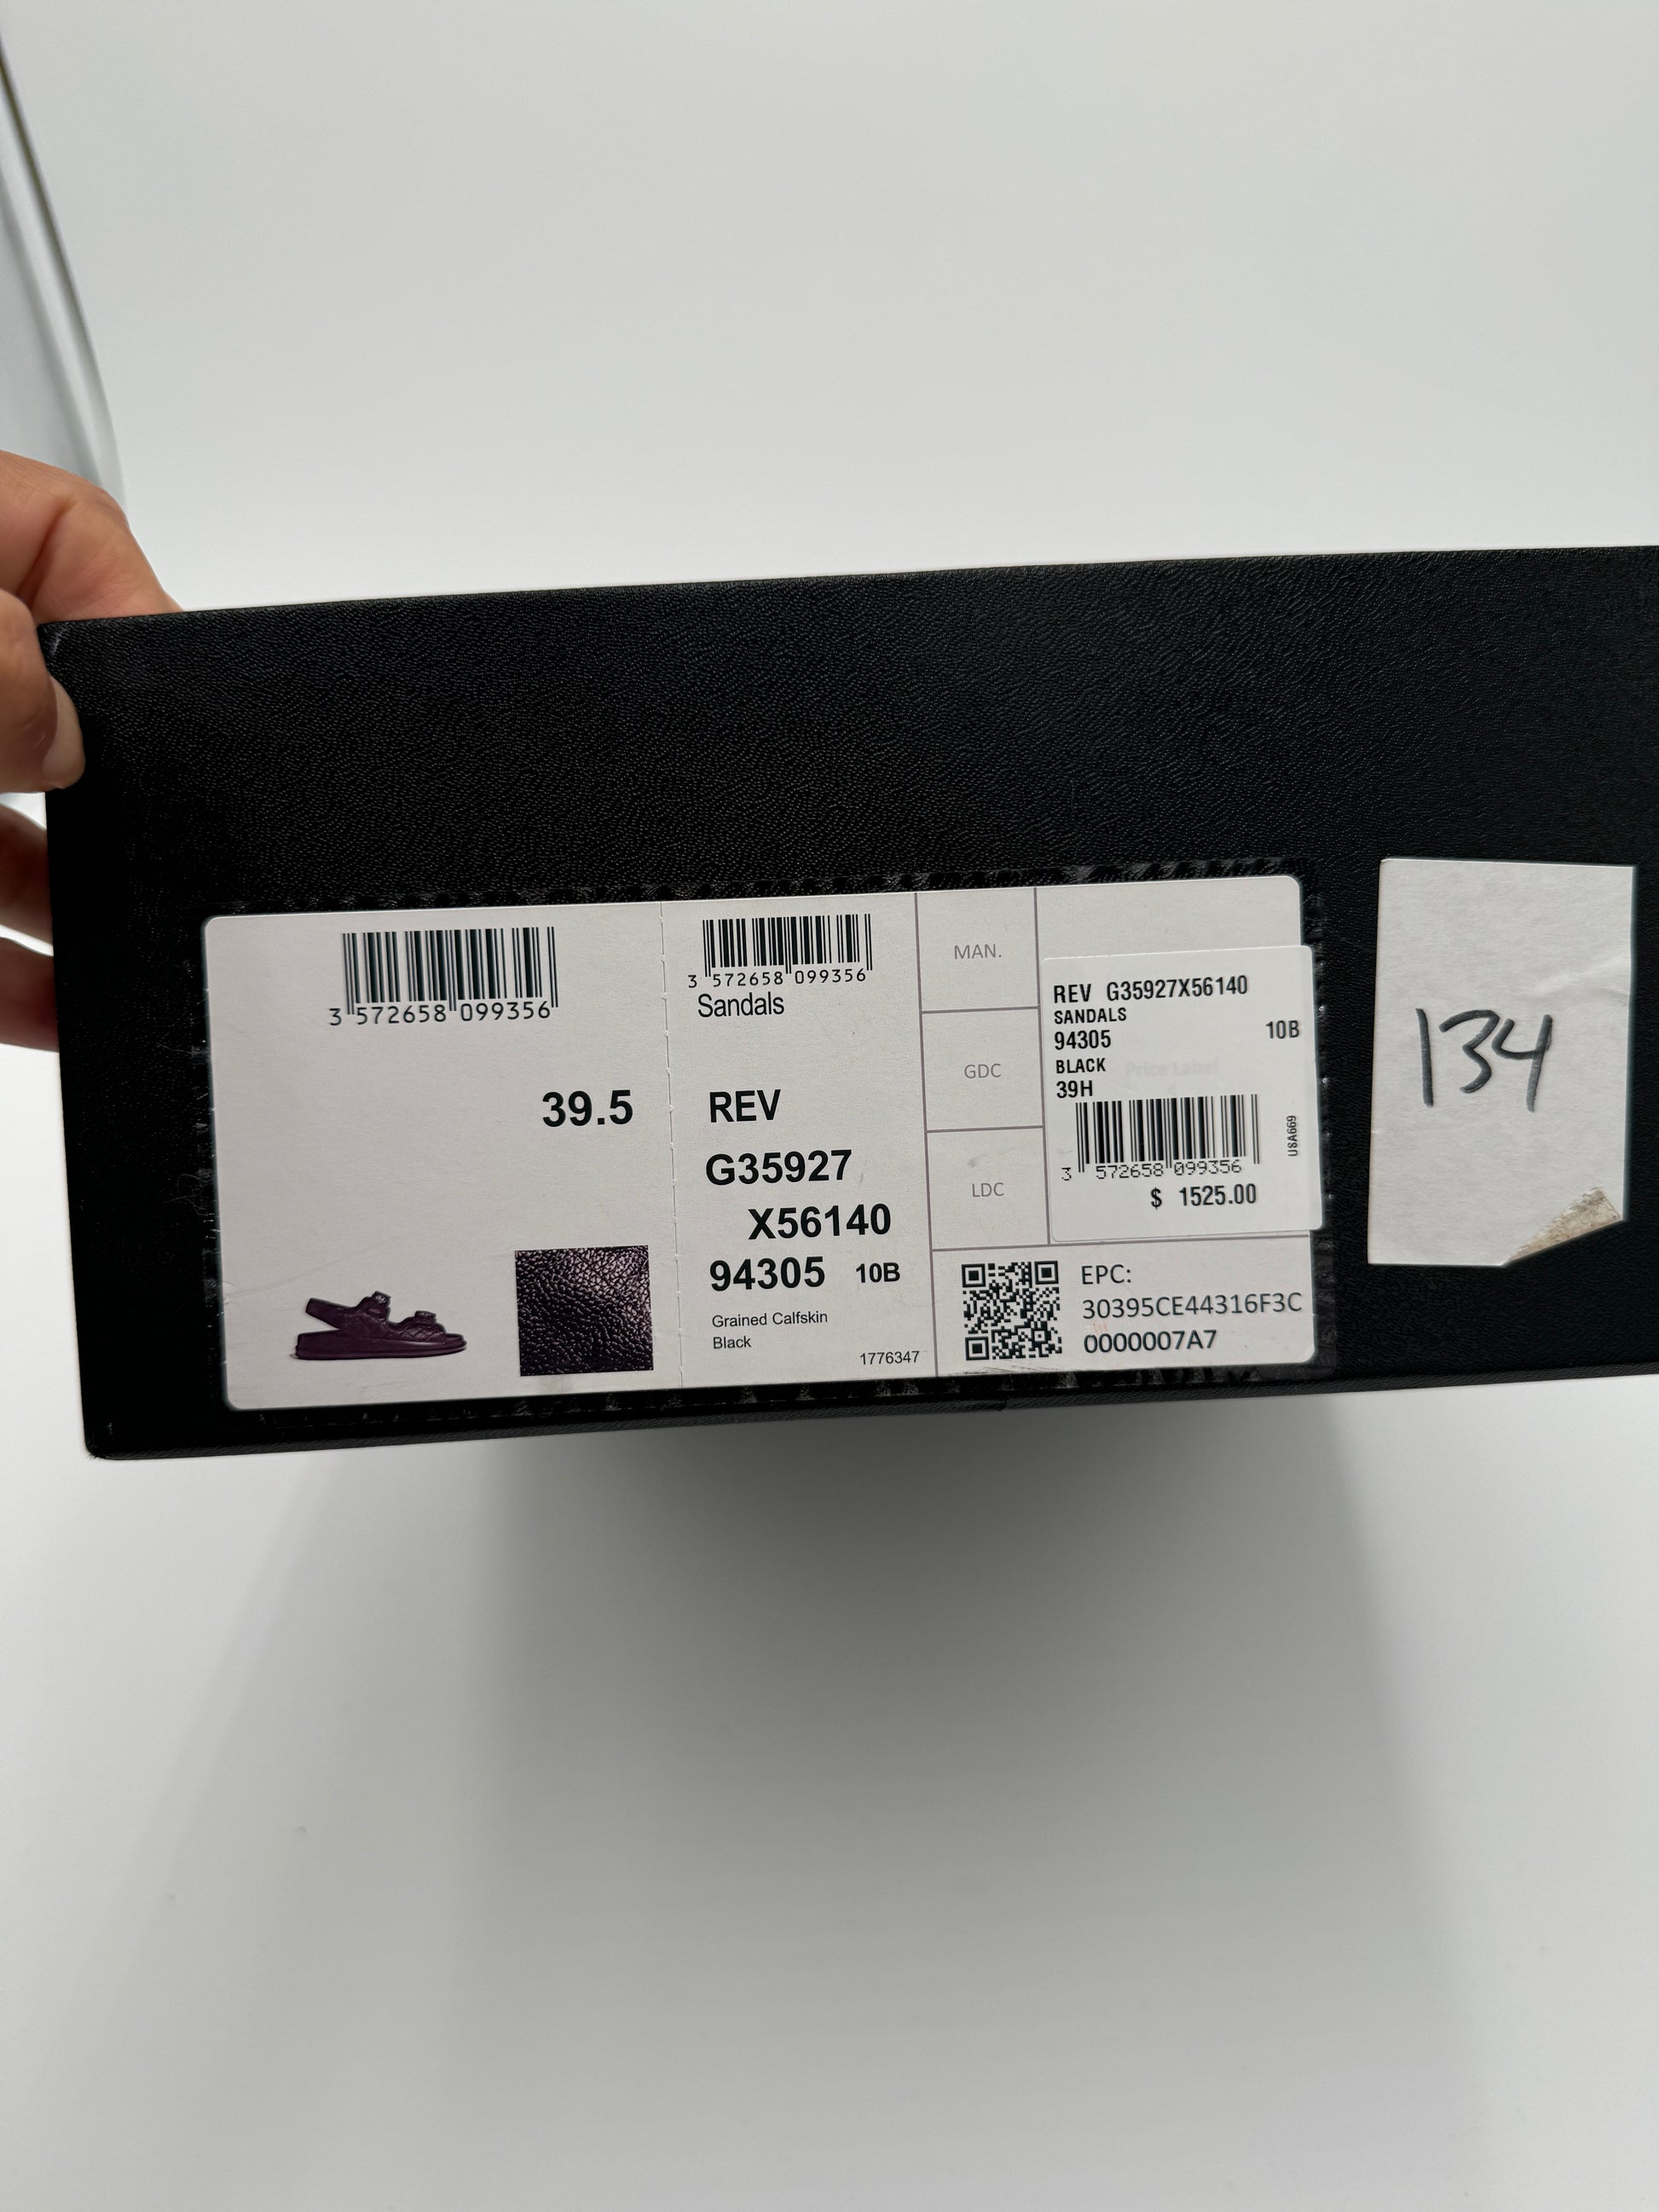 3 572658 099356
39.5
3 572658 099356
Sandals
REV
G35927
X56140
94305 10B
Grained Calfskin
Black
1776347
MAN.
GDC
LDC
REV G35927X56140
SANDALS
94305 10B
BLACK
Price Label
39H
USA669
3 572658 099356
$ 1525.00
EPC:
30395CE44316F3C
0000007A7
134